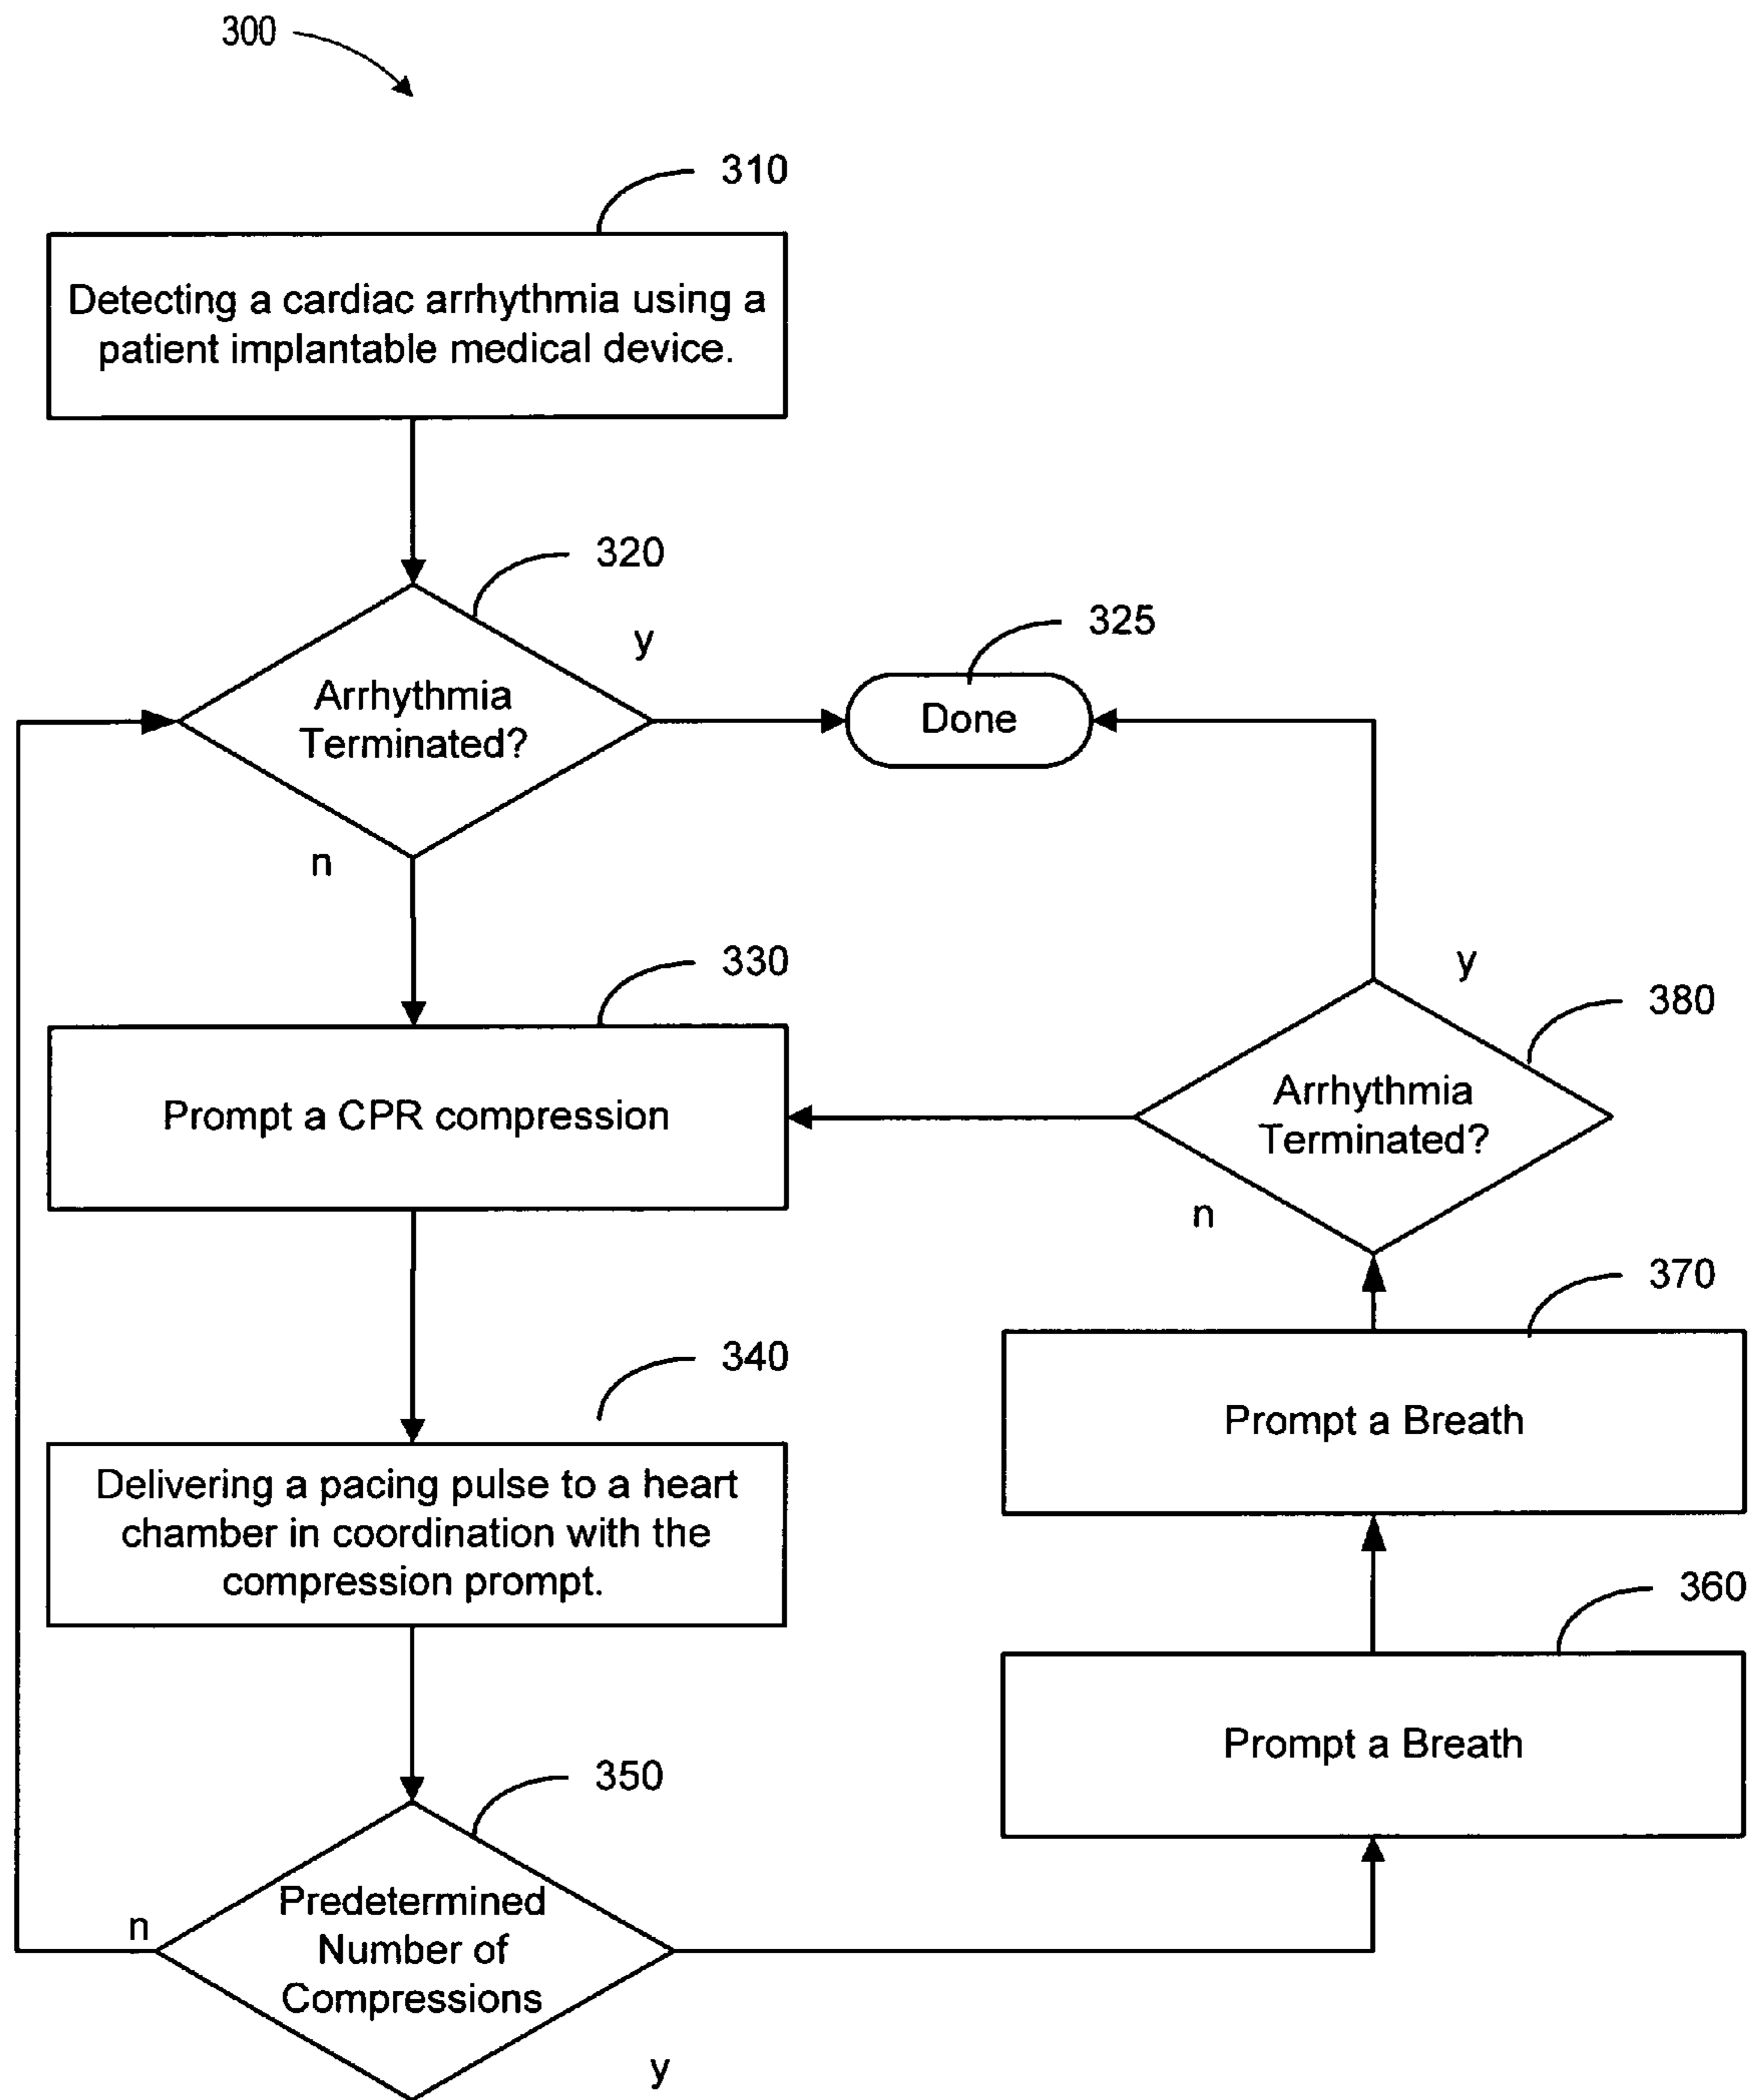 300
310
Detecting a cardiac arrhythmia using a
patient implantable medical device.
320
y
325
Arrhythmia
Terminated?
Done
n
330
y
380
Prompt a CPR compression
Arrhythmia
Terminated?
n
370
340
Prompt a Breath
Delivering a pacing pulse to a heart
chamber in coordination with the
compression prompt.
360
Prompt a Breath
350
n
Predetermined
Number of
Compressions
y